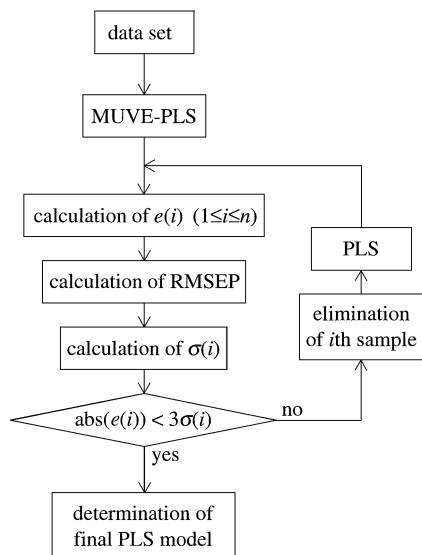 data set
MUVE-PLS
calculation of e(i) (1≤i≤n)
calculation of RMSEP
calculation of σ(i)
abs(e(i)) < 3σ(i)
no
yes
determination of
final PLS model
PLS
elimination
of ith sample